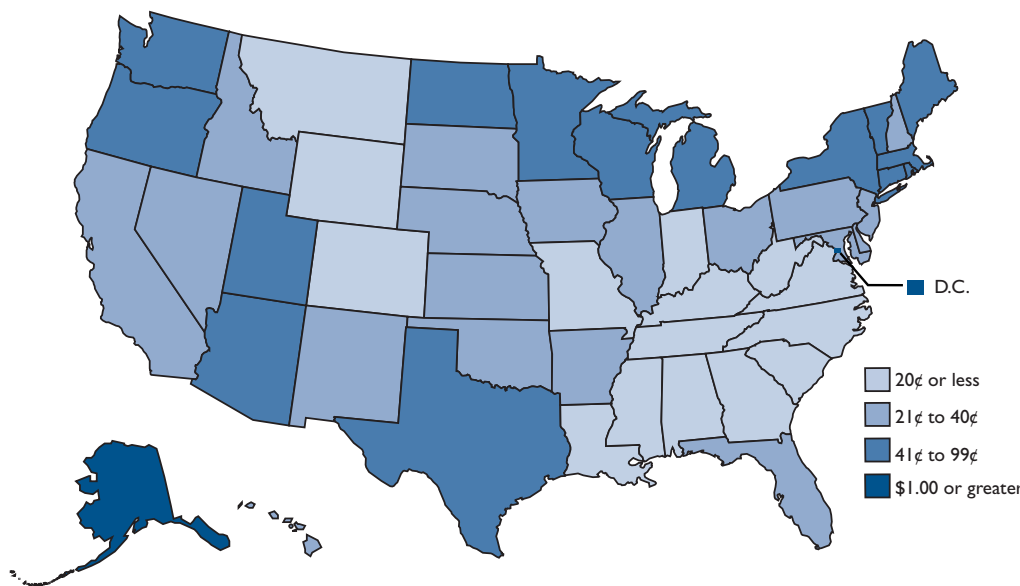 D.C.
20¢ or less
21¢ to 40¢
41¢ to 99¢
$1.00 or greater